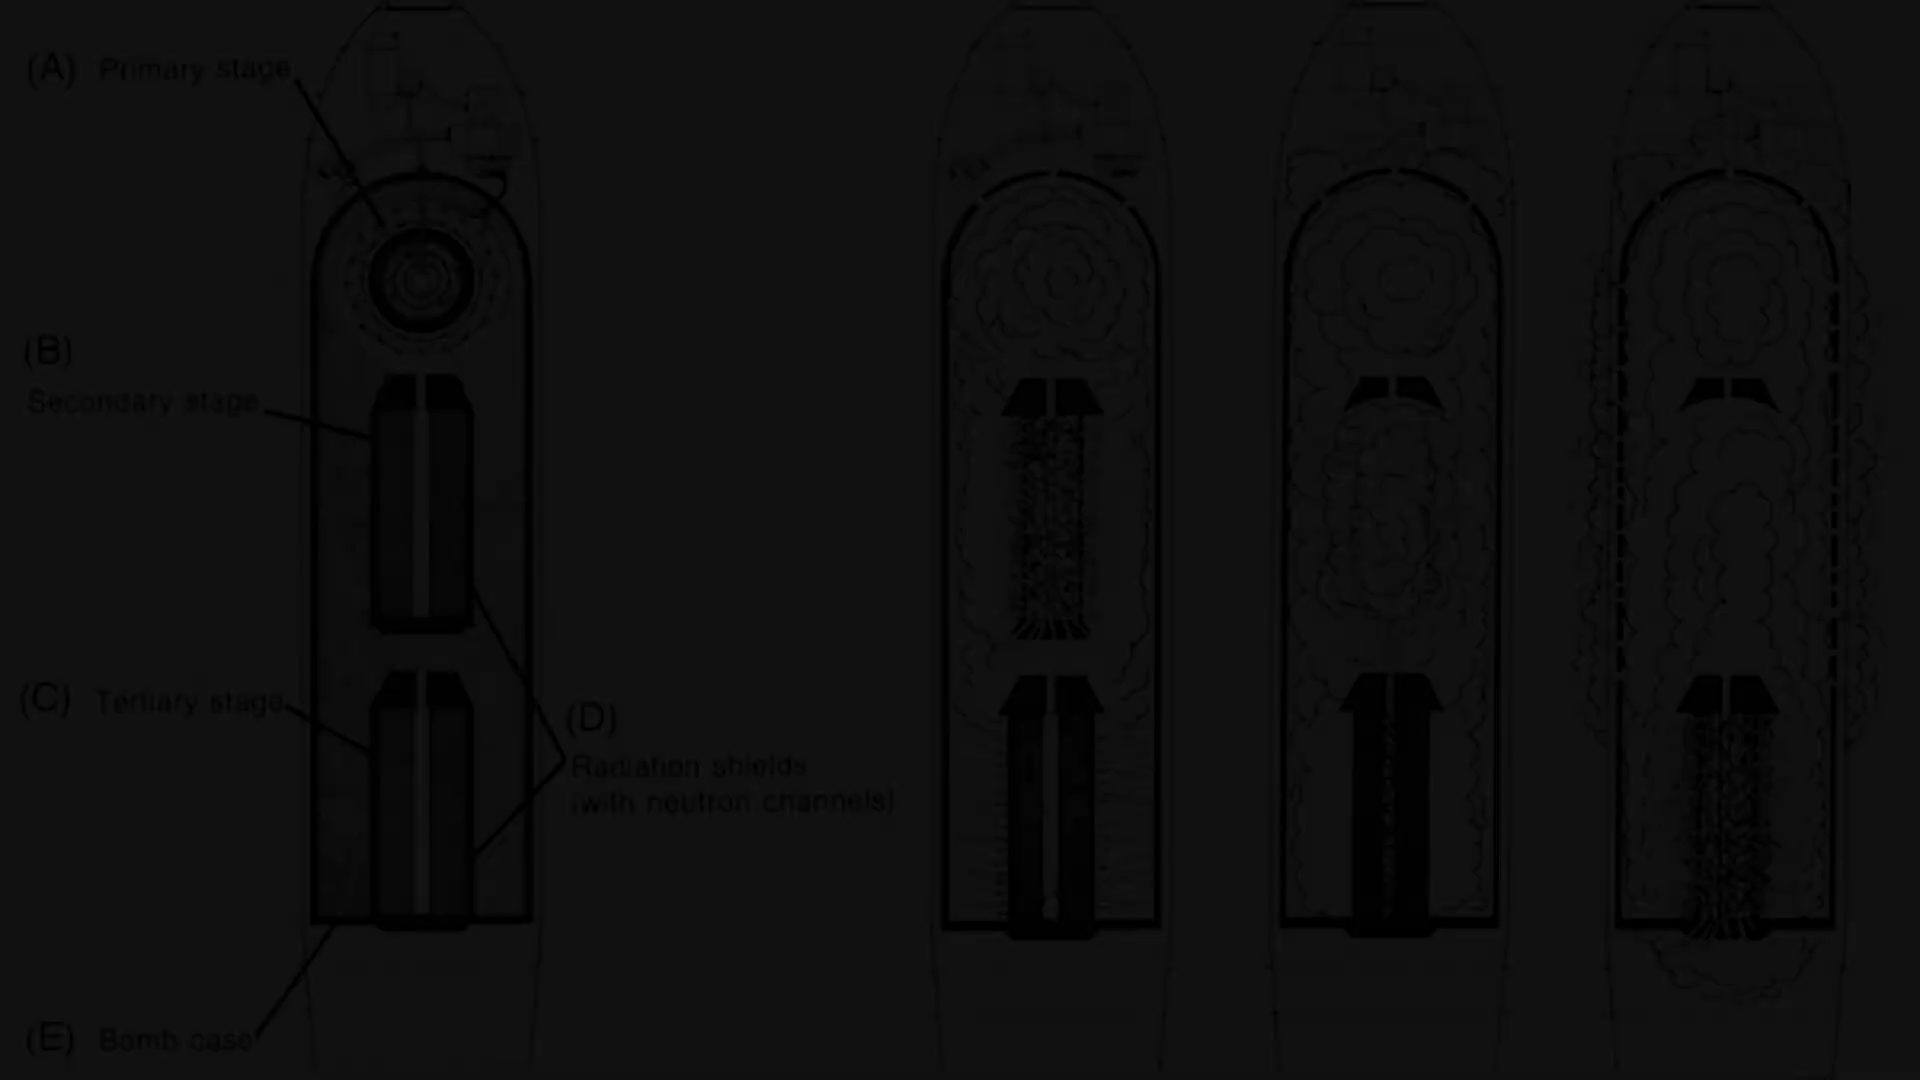 (A) Primary stage
(B)
Secondary stage
(C) Tertiary stage
(D)
Radiation shields
(with neutron channels)
(E) Bomb case